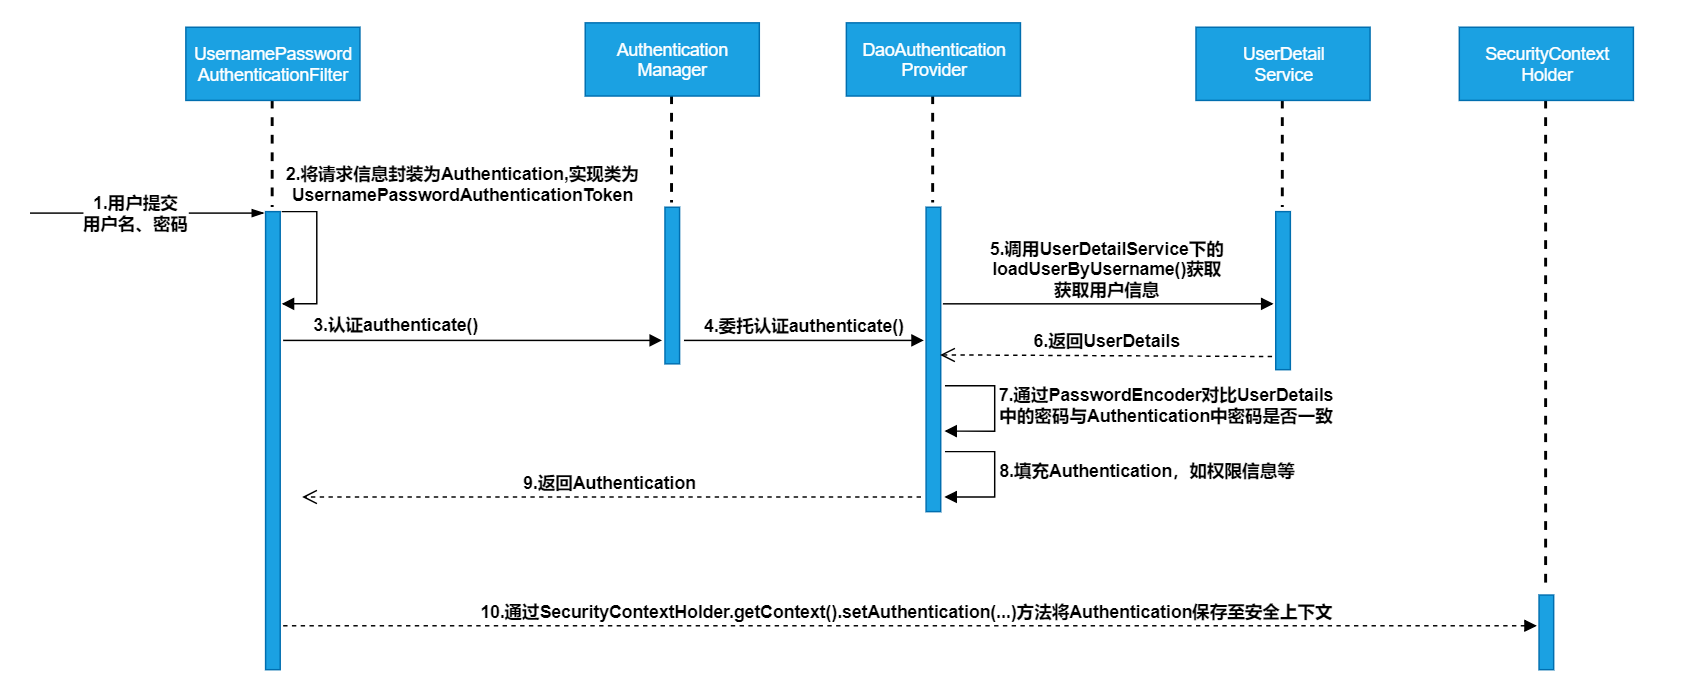 UsernamePassword
AuthenticationFilter
Authentication
Manager
DaoAuthentication
Provider
UserDetail
Service
SecurityContext
Holder
1.用户提交
用户名、密码
2.将请求信息封装为Authentication,实现类为
UsernamePasswordAuthenticationToken
3.认证authenticate()
4.委托认证authenticate()
5.调用UserDetailService下的
loadUserByUsername()获取
获取用户信息
6.返回UserDetails
7.通过PasswordEncoder对比UserDetails
中的密码与Authentication中密码是否一致
8.填充Authentication，如权限信息等
9.返回Authentication
10.通过SecurityContextHolder.getContext().setAuthentication(...)方法将Authentication保存至安全上下文